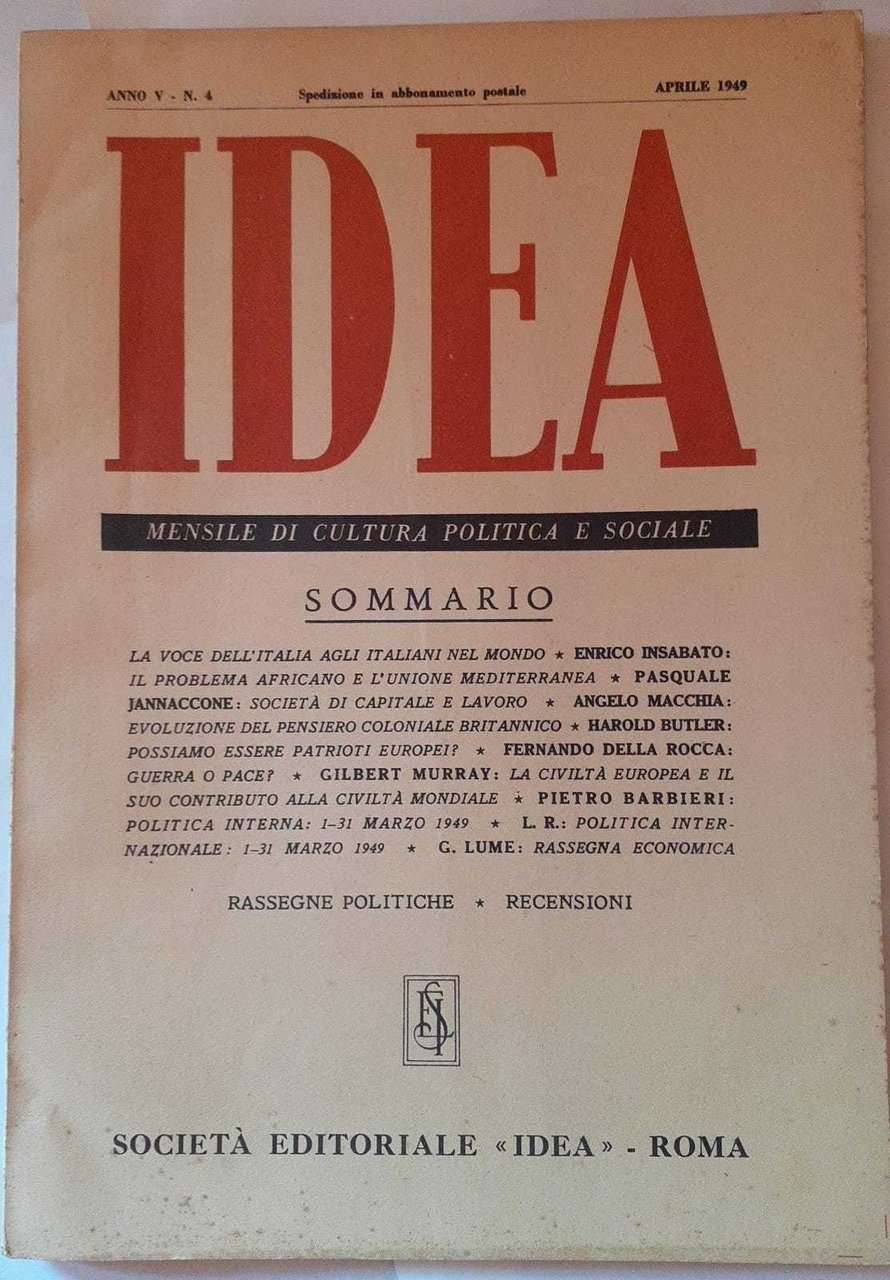 ANNO V - N. 4 Spedizione in abbonamento postale APRILE 1949
IDEA
MENSILE DI CULTURA POLITICA E SOCIALE
SOMMARIO
LA VOCE DELL'ITALIA AGLI ITALIANI NEL MONDO ★ ENRICO INSABATO:
IL PROBLEMA AFRICANO E L'UNIONE MEDITERRANEA ★ PASQUALE
JANNACCONE: SOCIETÀ DI CAPITALE E LAVORO ★ ANGELO MACCHIA:
EVOLUZIONE DEL PENSIERO COLONIALE BRITANNICO ★ HAROLD BUTLER:
POSSIAMO ESSERE PATRIOTI EUROPEI? ★ FERNANDO DELLA ROCCA:
GUERRA O PACE? ★ GILBERT MURRAY: LA CIVILTÀ EUROPEA E IL
SUO CONTRIBUTO ALLA CIVILTÀ MONDIALE ★ PIETRO BARBIERI:
POLITICA INTERNA: 1-31 MARZO 1949 ★ L. R.: POLITICA INTER-
NAZIONALE: 1-31 MARZO 1949 ★ G. LUME: RASSEGNA ECONOMICA
RASSEGNE POLITICHE ★ RECENSIONI
SOCIETÀ EDITORIALE «IDEA» - ROMA